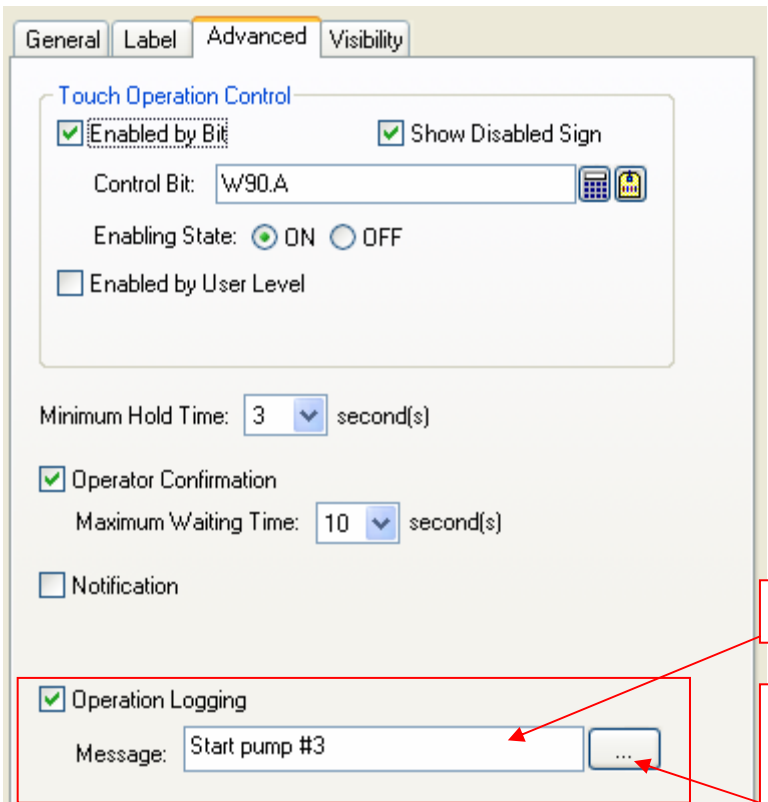 General Label Advanced Visibility
Touch Operation Control
Enabled by Bit Show Disabled Sign
Control Bit: W90.A
Enabling State: ON OFF
Enabled by User Level
Minimum Hold Time: 3 second(s)
Operator Confirmation
Maximum Waiting Time: 10 second(s)
Notification
Operation Logging
Message: Start pump #3 ...